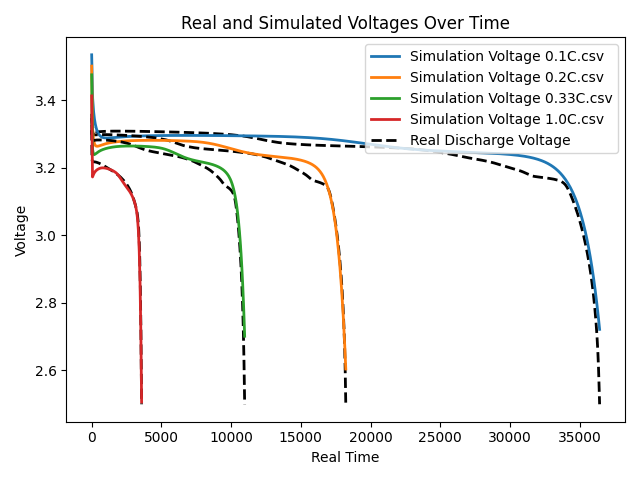 Real and Simulated Voltages Over Time
Simulation Voltage 0.1C.csv
Simulation Voltage 0.2C.csv
Simulation Voltage 0.33C.csv
Simulation Voltage 1.0C.csv
Real Discharge Voltage
Voltage
3.4
3.2
3.0
2.8
2.6
0 5000 10000 15000 20000 25000 30000 35000
Real Time